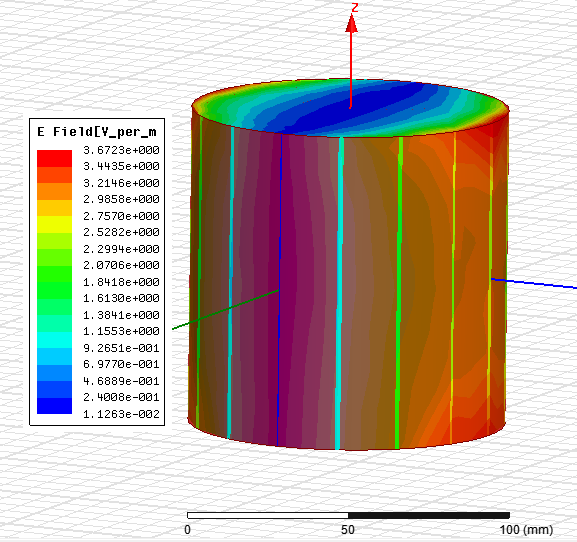 Z
E Field[V_per_m
3.6723e+000
3.4435e+000
3.2146e+000
2.9858e+000
2.7570e+000
2.5282e+000
2.2994e+000
2.0706e+000
1.8418e+000
1.6130e+000
1.3841e+000
1.1553e+000
9.2651e-001
6.9770e-001
4.6889e-001
2.4008e-001
1.1263e-002
0 50 100 (mm)